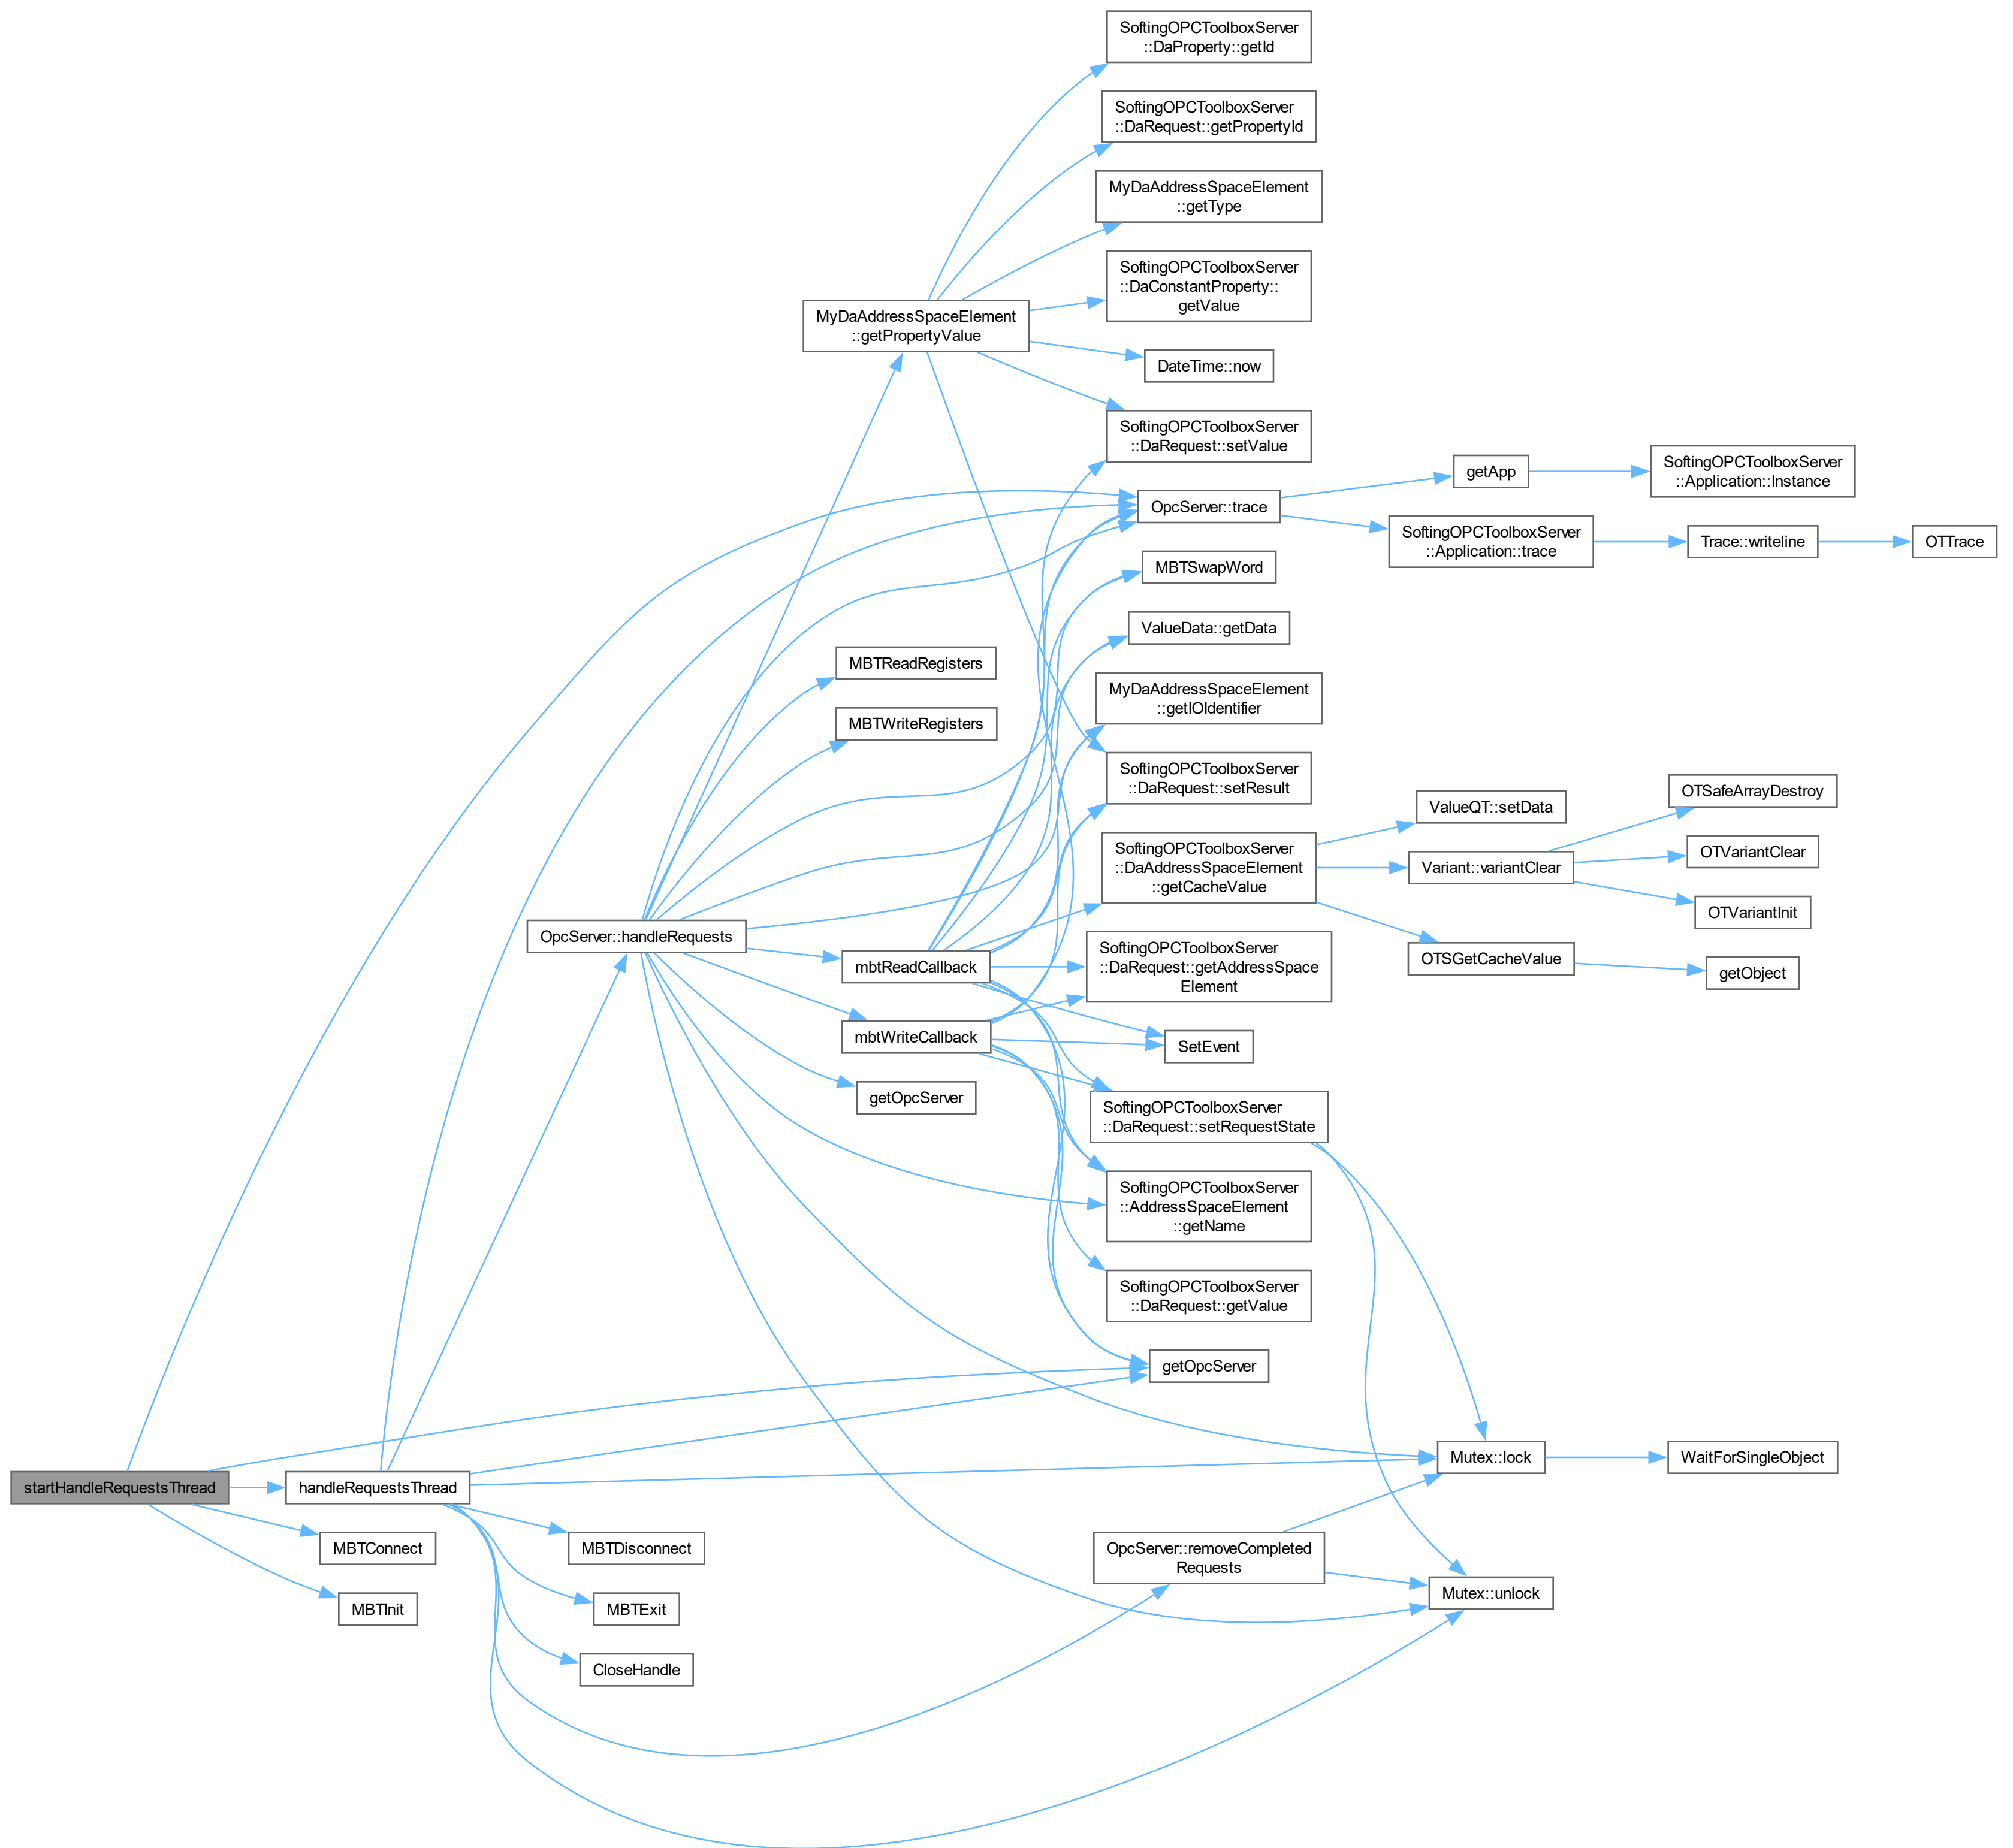 SoftingOPCToolboxServer
::DaProperty::getId
SoftingOPCToolboxServer
::DaRequest::getPropertyId
MyDaAddressSpaceElement
::getType
SoftingOPCToolboxServer
::DaConstantProperty::
getValue
MyDaAddressSpaceElement
::getPropertyValue
DateTime::now
SoftingOPCToolboxServer
::DaRequest::setValue
getApp
SoftingOPCToolboxServer
::Application::Instance
OpcServer::trace
SoftingOPCToolboxServer
::Application::trace
Trace::writeline
OTTrace
MBTSwapWord
ValueData::getData
MBTReadRegisters
MyDaAddressSpaceElement
::getIOIdentifier
MBTWriteRegisters
SoftingOPCToolboxServer
::DaRequest::setResult
OTSafeArrayDestroy
ValueQT::setData
OTVariantClear
SoftingOPCToolboxServer
::DaAddressSpaceElement
::getCacheValue
Variant::variantClear
OTVariantInit
OpcServer::handleRequests
mbtReadCallback
SoftingOPCToolboxServer
::DaRequest::getAddressSpace
Element
OTSGetCacheValue
getObject
mbtWriteCallback
SetEvent
getOpcServer
SoftingOPCToolboxServer
::DaRequest::setRequestState
SoftingOPCToolboxServer
::AddressSpaceElement
::getName
SoftingOPCToolboxServer
::DaRequest::getValue
getOpcServer
Mutex::lock
WaitForSingleObject
startHandleRequestsThread
handleRequestsThread
MBTConnect
MBTDisconnect
OpcServer::removeCompleted
Requests
MBTInit
MBTExit
Mutex::unlock
CloseHandle